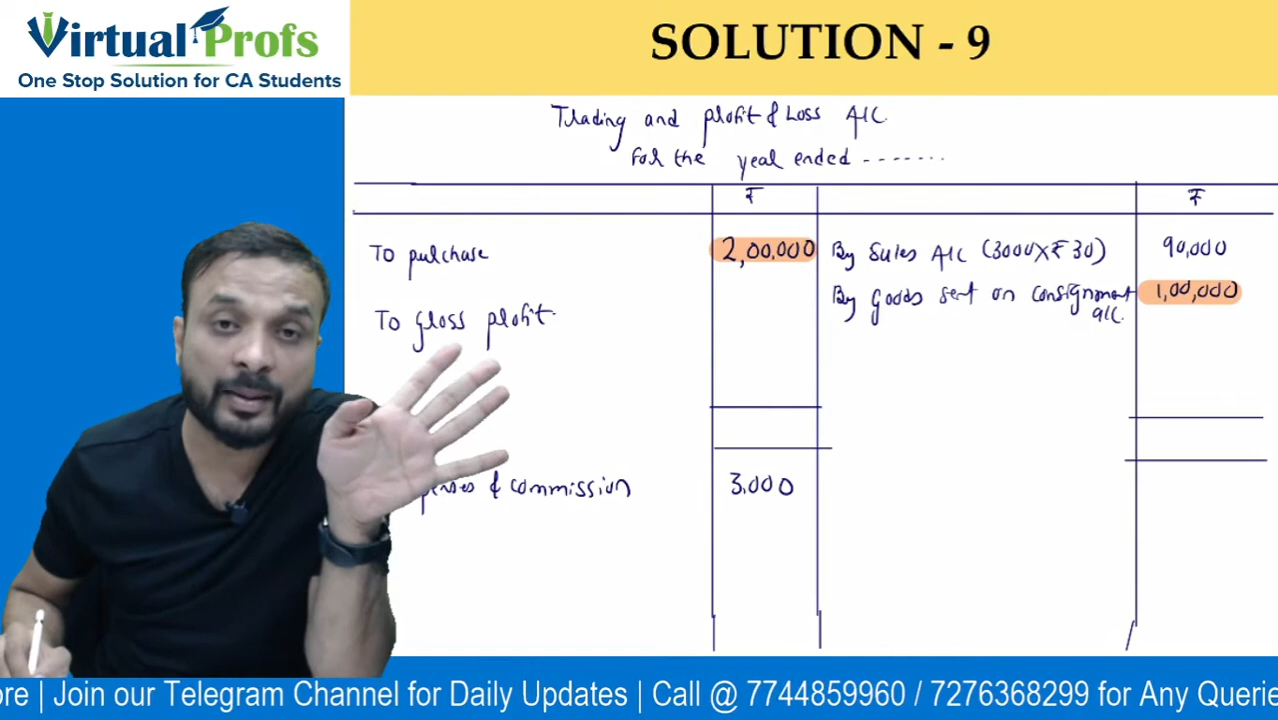 Virtual Profs
One Stop Solution for CA Students
SOLUTION - 9
Trading and profit & Loss A/C
For the year ended --------
₹ ₹
To purchase 2,00,000 By Sales A/C (3000x₹30) 90,000
By Goods sent on consignment 1,00,000
a/c.
To Gross profit
& commission 3,000
ore | Join our Telegram Channel for Daily Updates | Call @ 7744859960 / 7276368299 for Any Querie